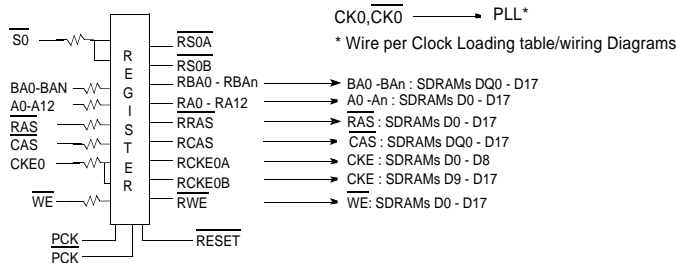 CK0,CK0 PLL*
* Wire per Clock Loading table/wiring Diagrams
S0 RS0A
RS0B
REGISTER
BA0-BAN RBA0 - RBAn BA0 -BAn : SDRAMs DQ0 - D17
A0-A12 RA0 - RA12 A0 -An : SDRAMs D0 - D17
RAS RRAS RAS : SDRAMs D0 - D17
CAS RCAS CAS : SDRAMs DQ0 - D17
CKE0 RCKE0A CKE : SDRAMs D0 - D8
RCKE0B CKE : SDRAMs D9 - D17
WE RWE WE: SDRAMs D0 - D17
PCK RESET
PCK